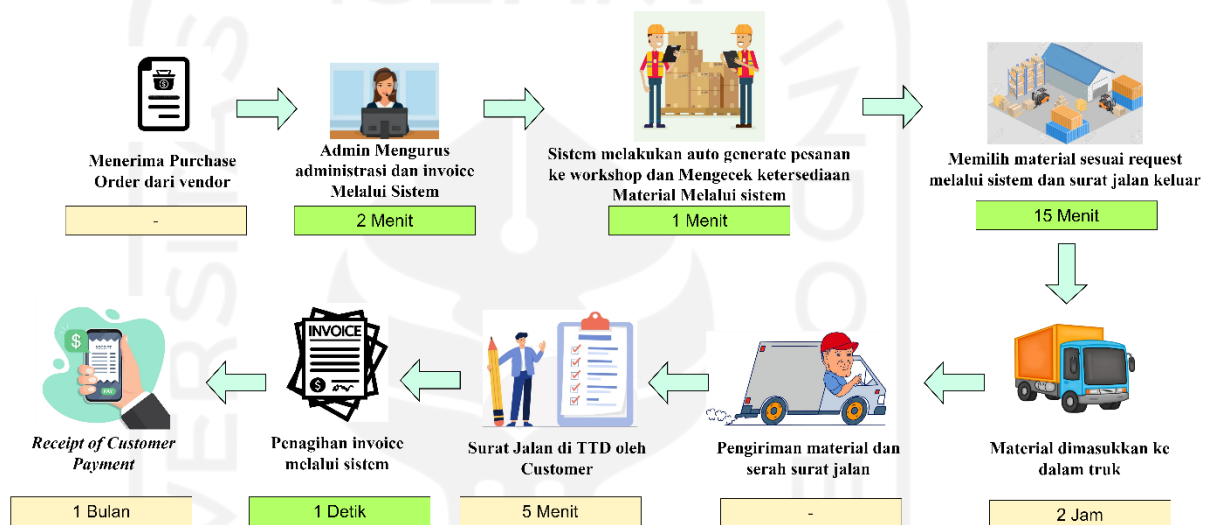 Menerima Purchase
Order dari vendor
-
Admin Mengurus
administrasi dan invoice
Melalui Sistem
2 Menit
Sistem melakukan auto generate pesanan
ke workshop dan Mengecek ketersediaan
Material Melalui sistem
1 Menit
Memilih material sesuai request
melalui sistem dan surat jalan keluar
15 Menit
Material dimasukkan ke
dalam truk
2 Jam
Pengiriman material dan
serah surat jalan
-
Surat Jalan di TTD oleh
Customer
5 Menit
INVOICE
Penagihan invoice
melalui sistem
1 Detik
RECEIPT
PAY
Receipt of Customer
Payment
1 Bulan